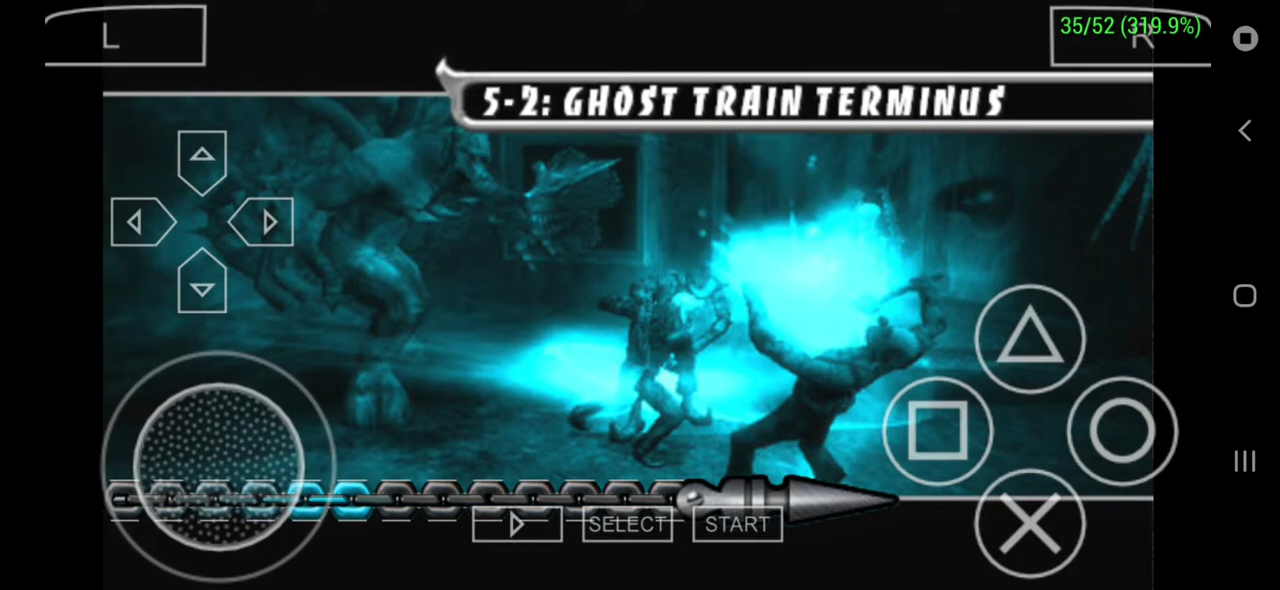 L
35/52 (319.9%)
R
5-2: GHOST TRAIN TERMINUS
SELECT
START